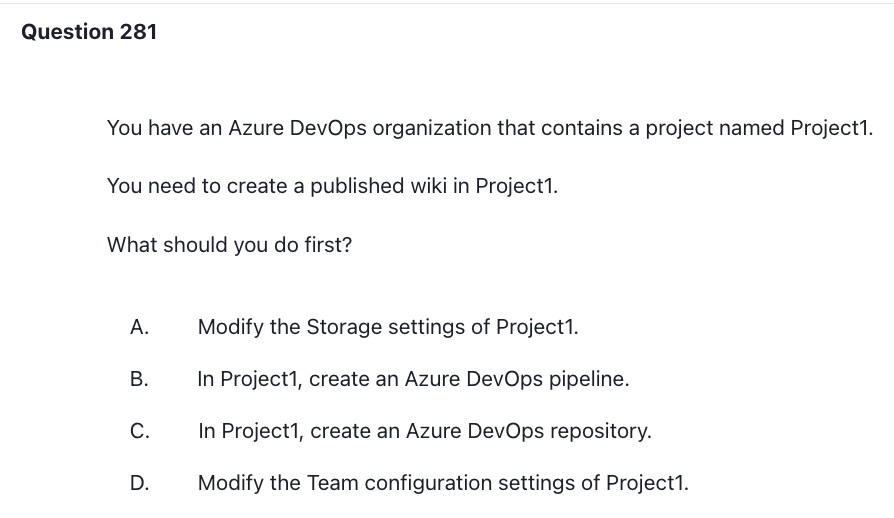 Question 281
You have an Azure DevOps organization that contains a project named Project1.
You need to create a published wiki in Project1.
What should you do first?
A. Modify the Storage settings of Project1.
B. In Project1, create an Azure DevOps pipeline.
C. In Project1, create an Azure DevOps repository.
D. Modify the Team configuration settings of Project1.